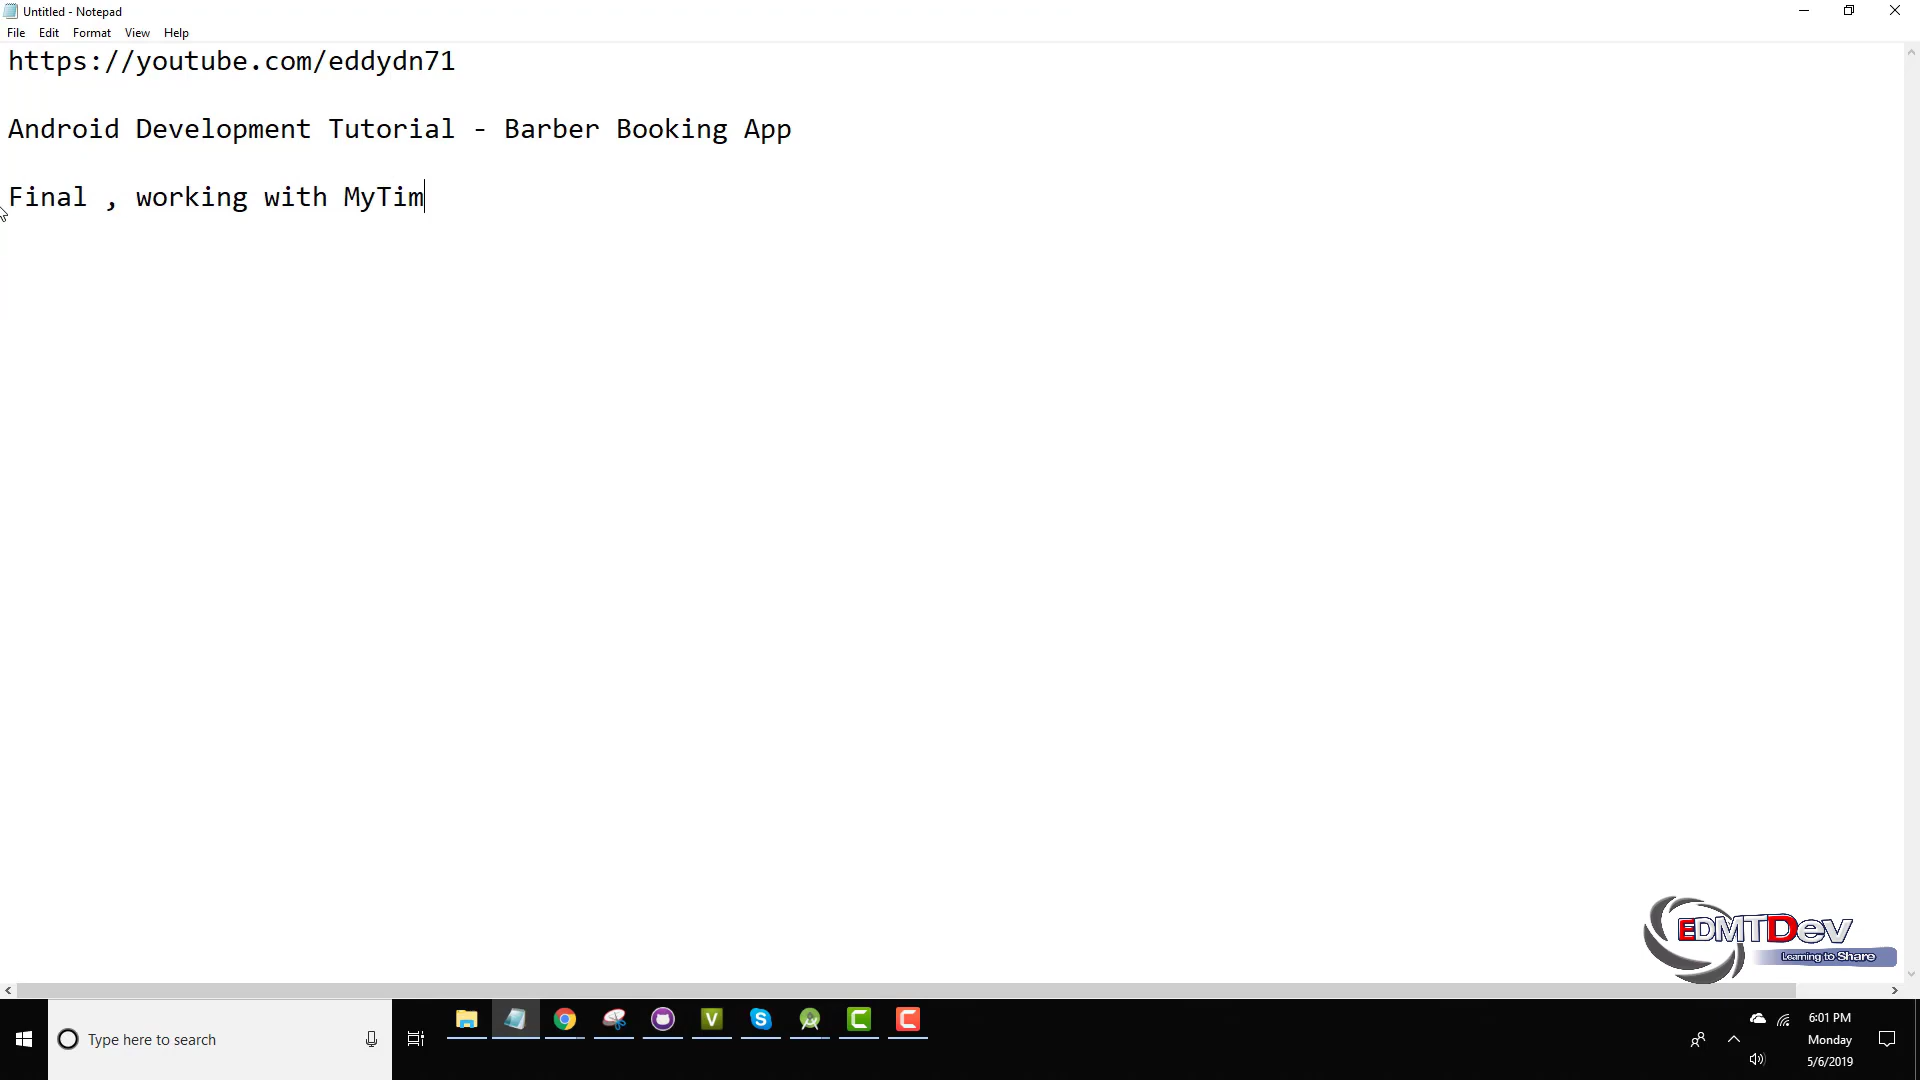 Untitled - Notepad
File Edit Format View Help
https://youtube.com/eddydn71
Android Development Tutorial - Barber Booking App
Final , working with MyTim
EDMTDev
Learning to Share
Type here to search
6:01 PM
Monday
5/6/2019